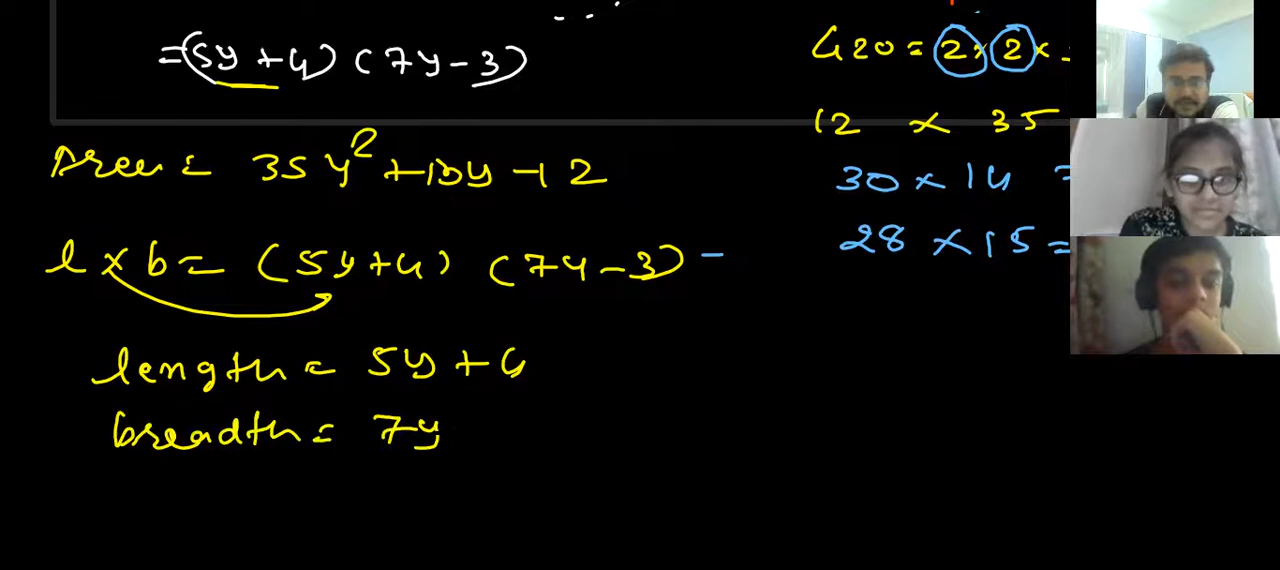 =(5y+4) (7y-3)
Area = 35y²+13y-12
l x b = (5y+4) (7y-3) -
length = 5y+4
breadth = 7y
420 = 2 x 2 x
12 x 35
30 x 14
28 x 15 =